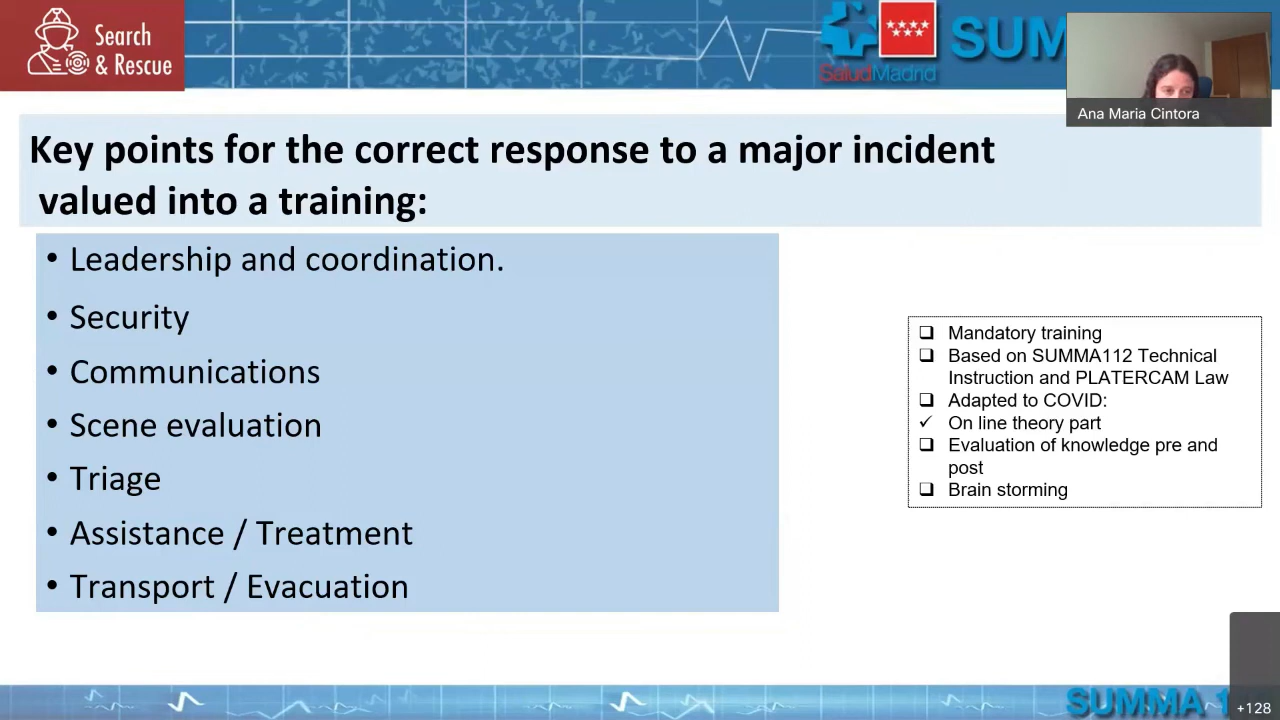 Search
& Rescue
SaludMadrid
SUM
Ana Maria Cintora
Key points for the correct response to a major incident
valued into a training:
• Leadership and coordination.
• Security
• Communications
• Scene evaluation
• Triage
• Assistance / Treatment
• Transport / Evacuation
❑ Mandatory training
❑ Based on SUMMA112 Technical
Instruction and PLATERCAM Law
❑ Adapted to COVID:
✓ On line theory part
❑ Evaluation of knowledge pre and
post
❑ Brain storming
SUMMA 1
+128